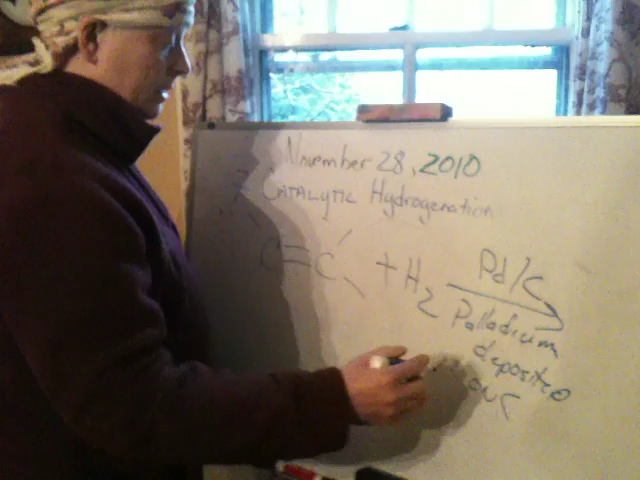 November 28, 2010
Catalytic Hydrogenation
C=C + H2
Pd/C
Palladium
deposited
on C